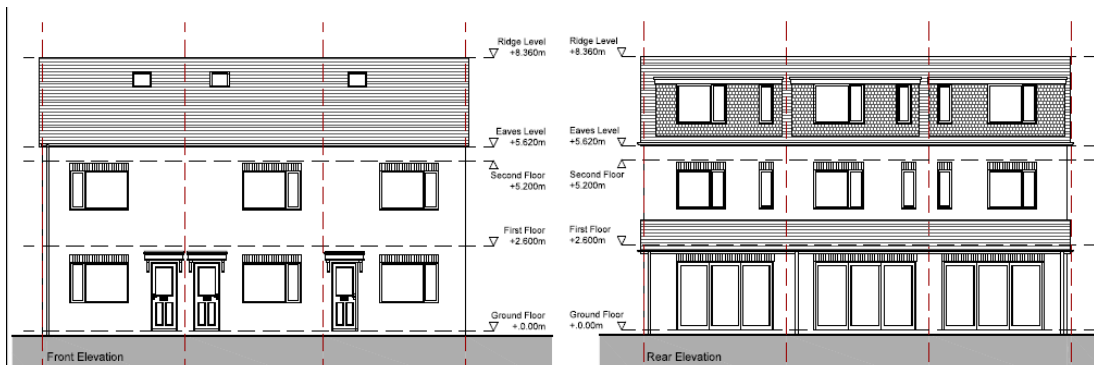 Ridge Level
+8.360m
Eaves Level
+5.620m
Second Floor
+5.200m
First Floor
+2.600m
Ground Floor
+.0.00m
Front Elevation
Ridge Level
+8.360m
Eaves Level
+5.620m
Second Floor
+5.200m
First Floor
+2.600m
Ground Floor
+.0.00m
Rear Elevation